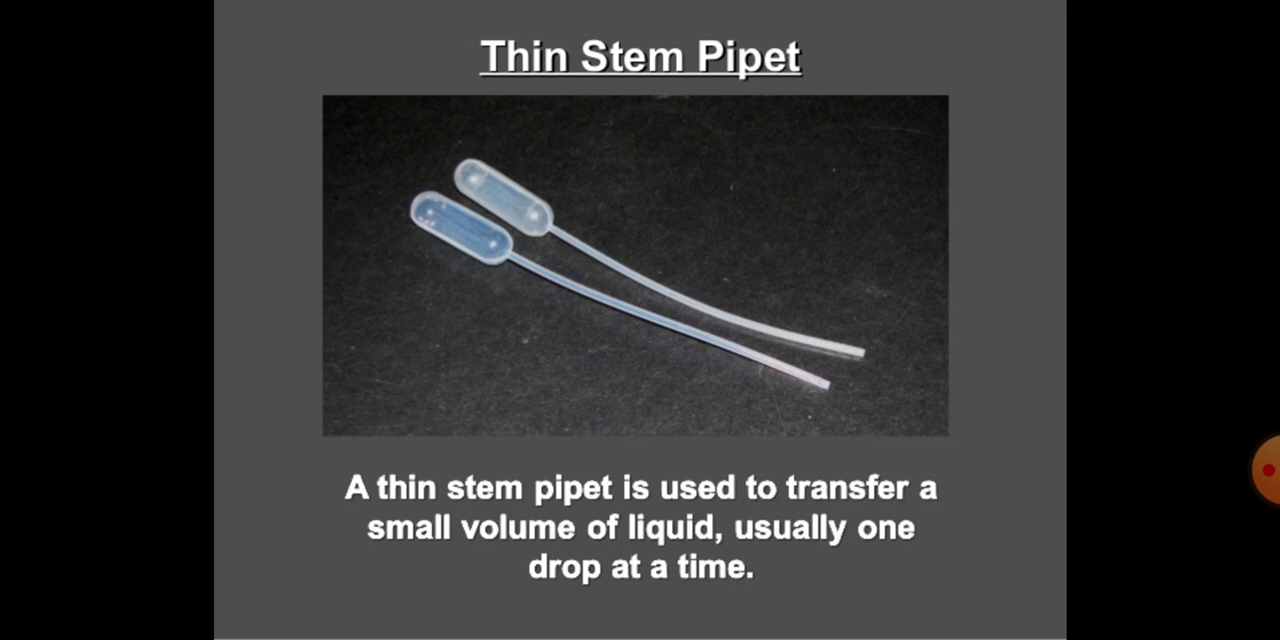 Thin Stem Pipet
A thin stem pipet is used to transfer a
small volume of liquid, usually one
drop at a time.